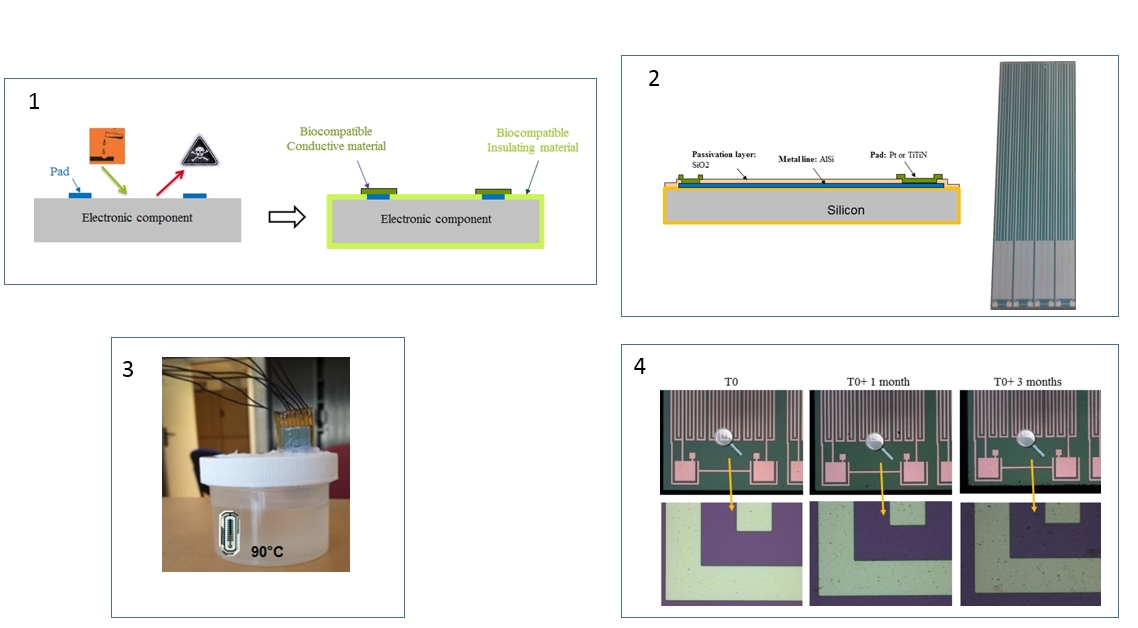 1
Pad
Electronic component
Biocompatible
Conductive material
Biocompatible
Insulating material
Electronic component
2
Passivation layer:
SiO2
Metal line: AlSi
Pad: Pt or TiTiN
Silicon
3
90°C
4
T0
T0+ 1 month
T0+ 3 months